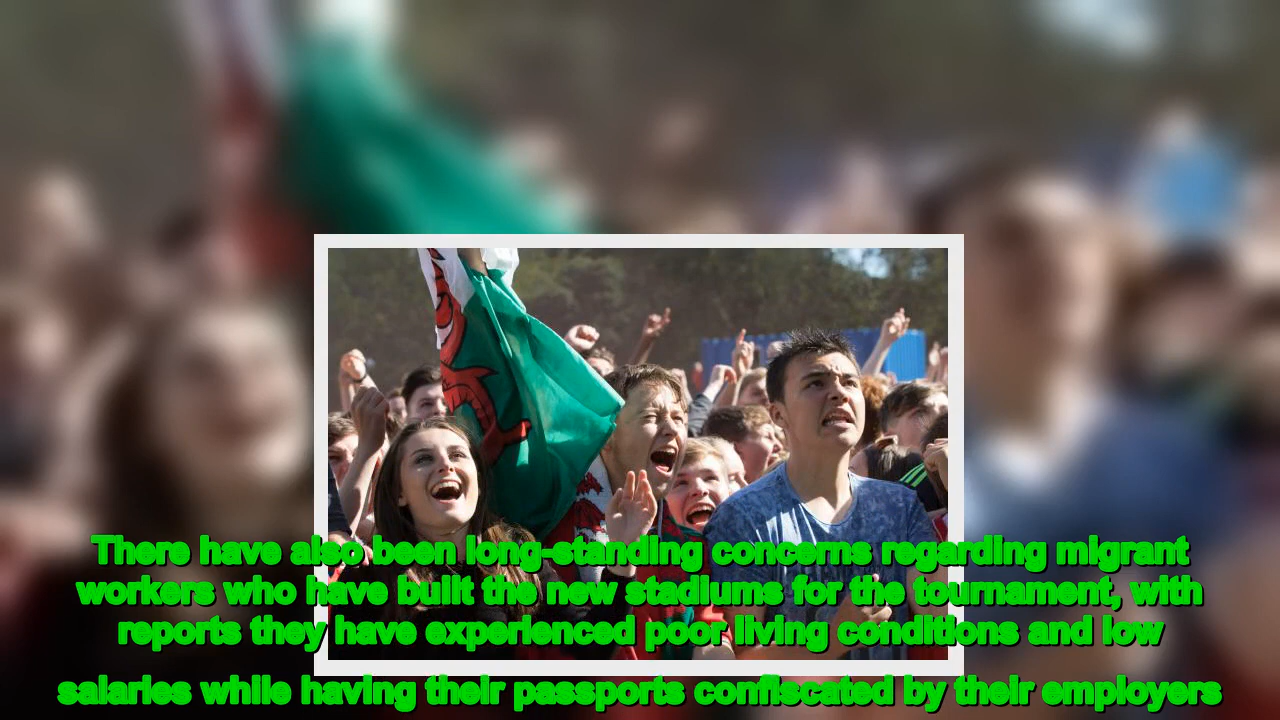 There have also been long-standing concerns regarding migrant
workers who have built the new stadiums for the tournament, with
reports they have experienced poor living conditions and low
salaries while having their passports confiscated by their employers